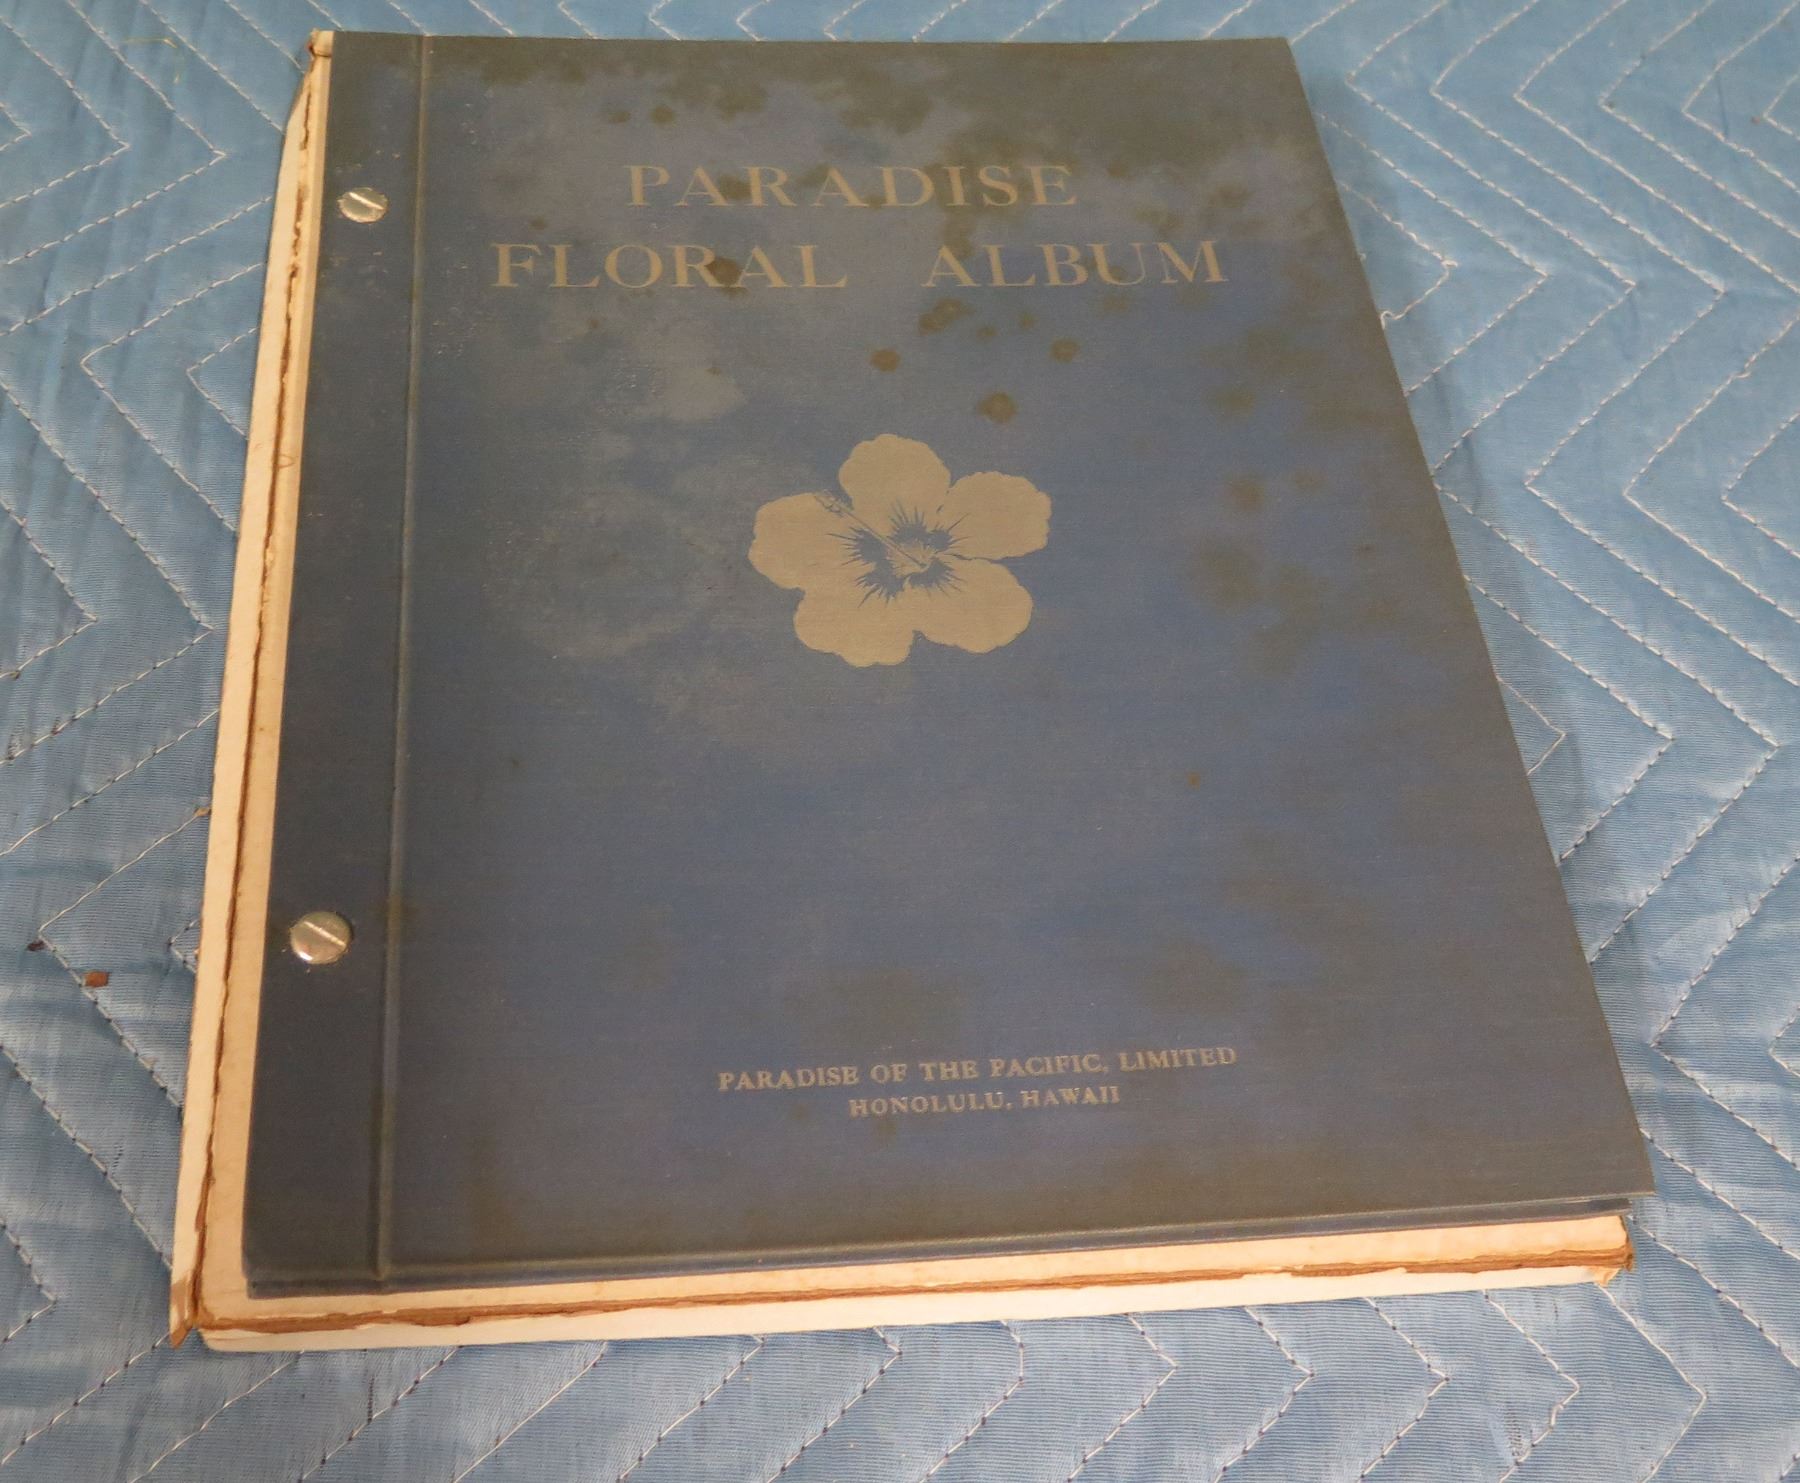 PARADISE
FLORAL ALBUM
PARADISE OF THE PACIFIC, LIMITED
HONOLULU, HAWAII